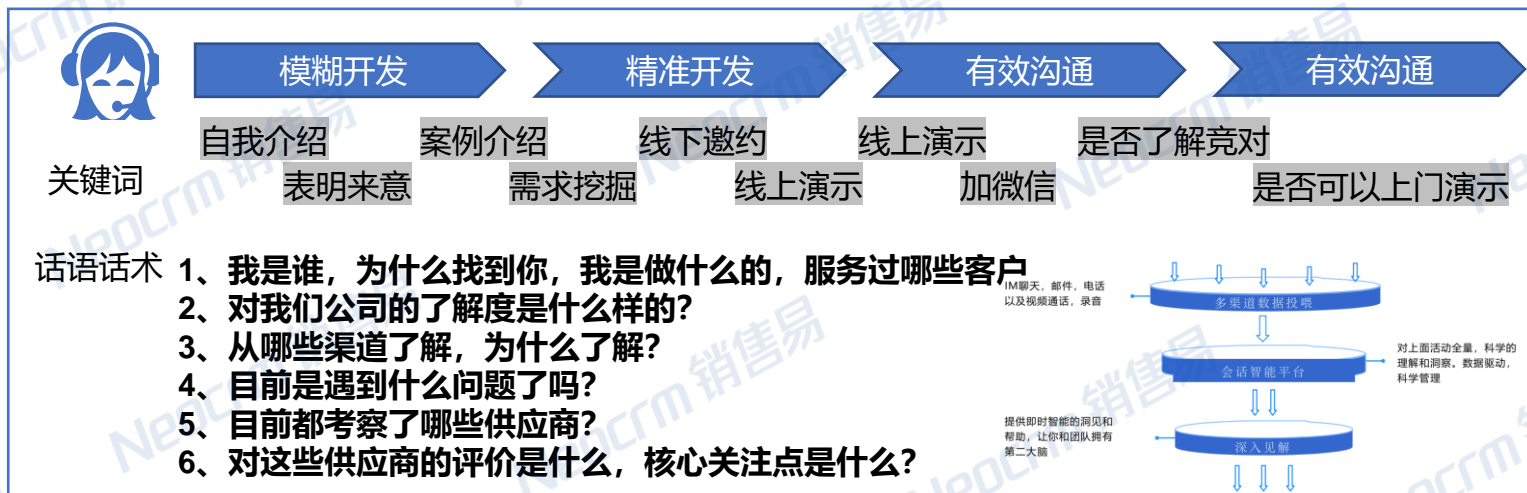 模糊开发
精准开发
有效沟通
有效沟通
自我介绍
案例介绍
线下邀约
线上演示
是否了解竞对
关键词
表明来意
需求挖掘
线上演示
加微信
是否可以上门演示
话语话术
1、我是谁，为什么找到你，我是做什么的，服务过哪些客户
2、对我们公司的了解度是什么样的？
3、从哪些渠道了解，为什么了解？
4、目前是遇到什么问题了吗？
5、目前都考察了哪些供应商？
6、对这些供应商的评价是什么，核心关注点是什么？
IM聊天，邮件，电话
以及视频通话，录音
多渠道数据投喂
会话智能平台
对上面活动全量，科学的
理解和洞察。数据驱动，
科学管理
提供即时智能的洞见和
帮助，让你和团队拥有
第二大脑
深入见解
Neocrm 销售易